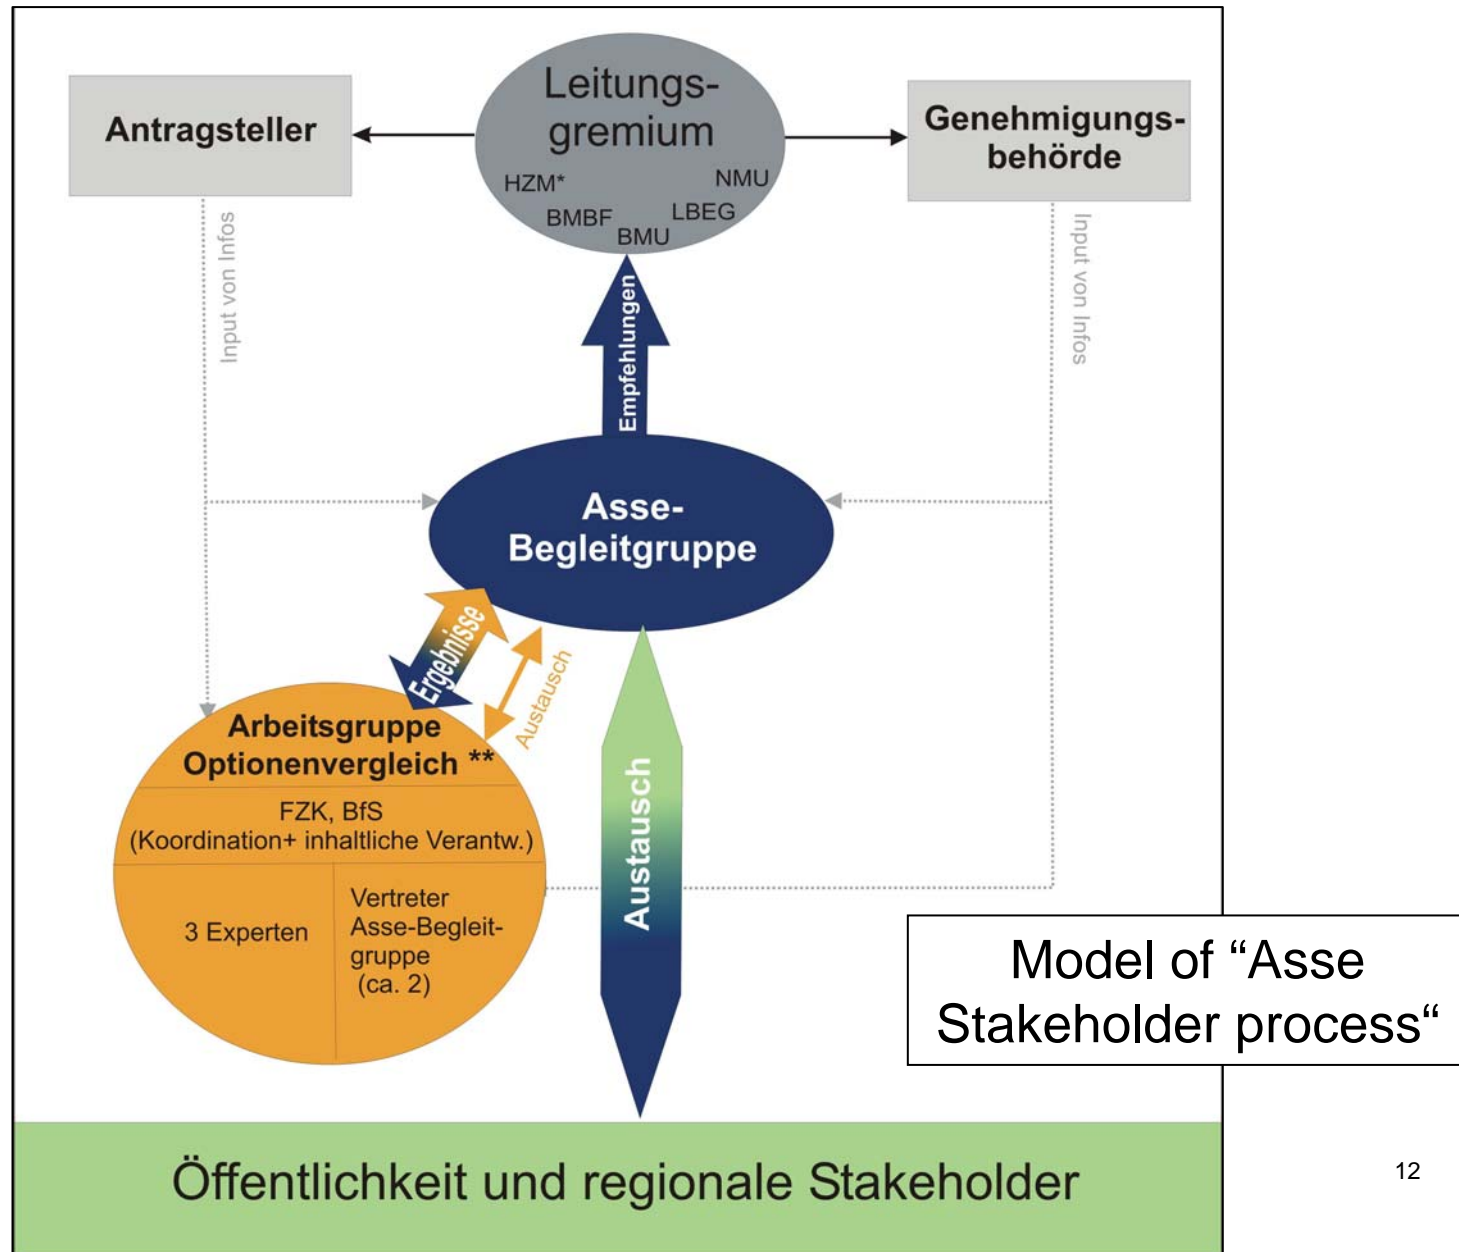 Leitungs-
gremium
HZM*
BMBF
BMU
LBEG
NMU
Antragsteller
Genehmigungs-
behörde
Input von Infos
Input von Infos
Empfehlungen
Asse-
Begleitgruppe
Ergebnisse
Austausch
Arbeitsgruppe
Optionenvergleich **
FZK, BfS
(Koordination+ inhaltliche Verantw.)
3 Experten
Vertreter
Asse-Begleit-
gruppe
(ca. 2)
Austausch
Model of “Asse
Stakeholder process“
Öffentlichkeit und regionale Stakeholder
12